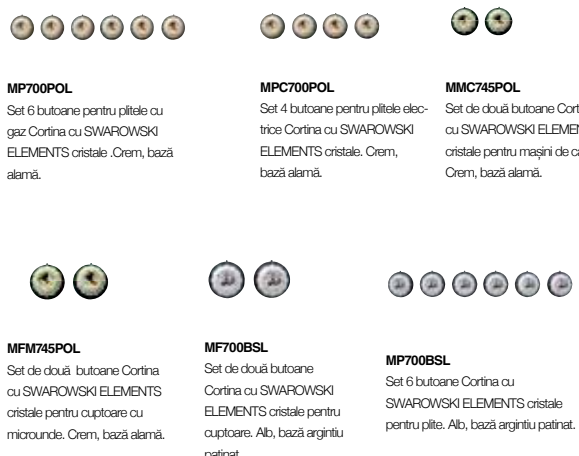 MP700POL
Set 6 butoane pentru plitele cu
gaz Cortina cu SWAROWSKI
ELEMENTS cristale .Crem, bază
alamă.
MPC700POL
Set 4 butoane pentru plitele elec-
trice Cortina cu SWAROWSKI
ELEMENTS cristale. Crem,
bază alamă.
MMC745POL
Set de două butoane
cu SWAROWSKI
cristale pentru mașini de
Crem, bază alamă.
MFM745POL
Set de două butoane Cortina
cu SWAROWSKI ELEMENTS
cristale pentru cuptoare cu
microunde. Crem, bază alamă.
MF700BSL
Set de două butoane
Cortina cu SWAROWSKI
ELEMENTS cristale pentru
cuptoare. Alb, bază argintiu
patinat
MP700BSL
Set 6 butoane Cortina cu
SWAROWSKI ELEMENTS cristale
pentru plite. Alb, bază argintiu patinat.